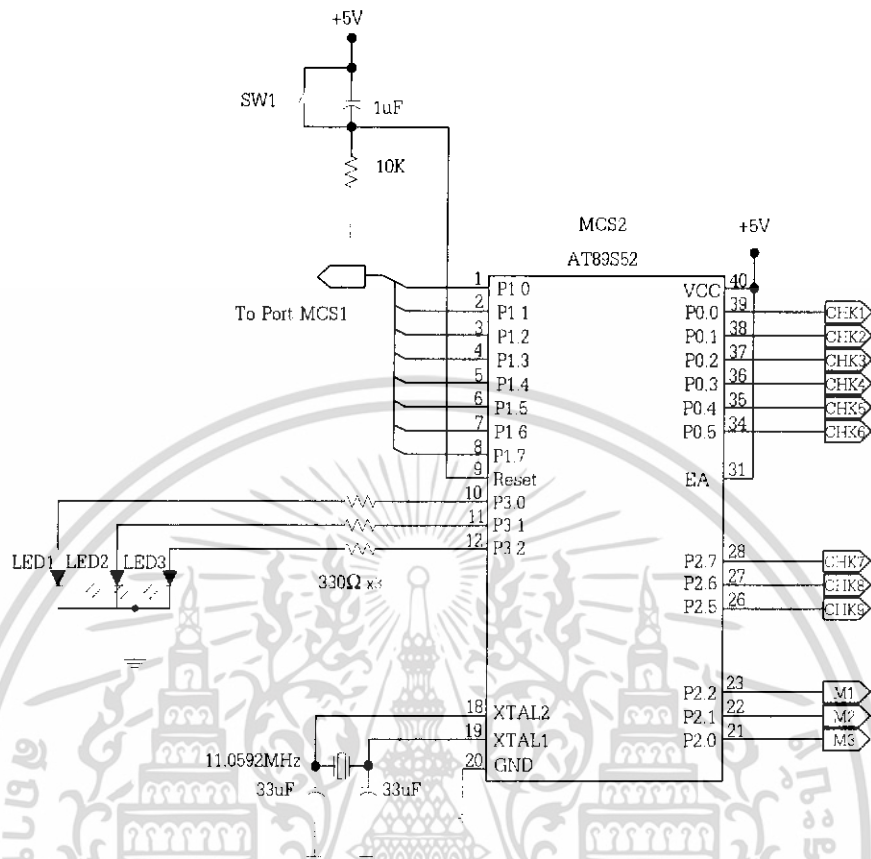 +5V
SW1
1uF
10K
MCS2
+5V
AT89S52
To Port MCS1
1 P1 0
2 P1 1
3 P1.2
4 P1.3
5 P1.4
6 P1.5
7 P1 6
8 P1.7
9 Reset
10 P3.0
11 P3 1
12 P3 2
VCC 40
P0.0 39 CHK1
P0.1 38 CHK2
P0.2 37 CHK3
P0.3 36 CHK4
P0.4 35 CHK5
P0.5 34 CHK6
EA 31
P2.7 28 CHK7
P2.6 27 CHK8
P2.5 26 CHK9
LED1 LED2 LED3
330Ω x3
P2.2 23 M1
P2.1 22 M2
P2.0 21 M3
18 XTAL2
19 XTAL1
20 GND
11.0592MHz
33uF 33uF